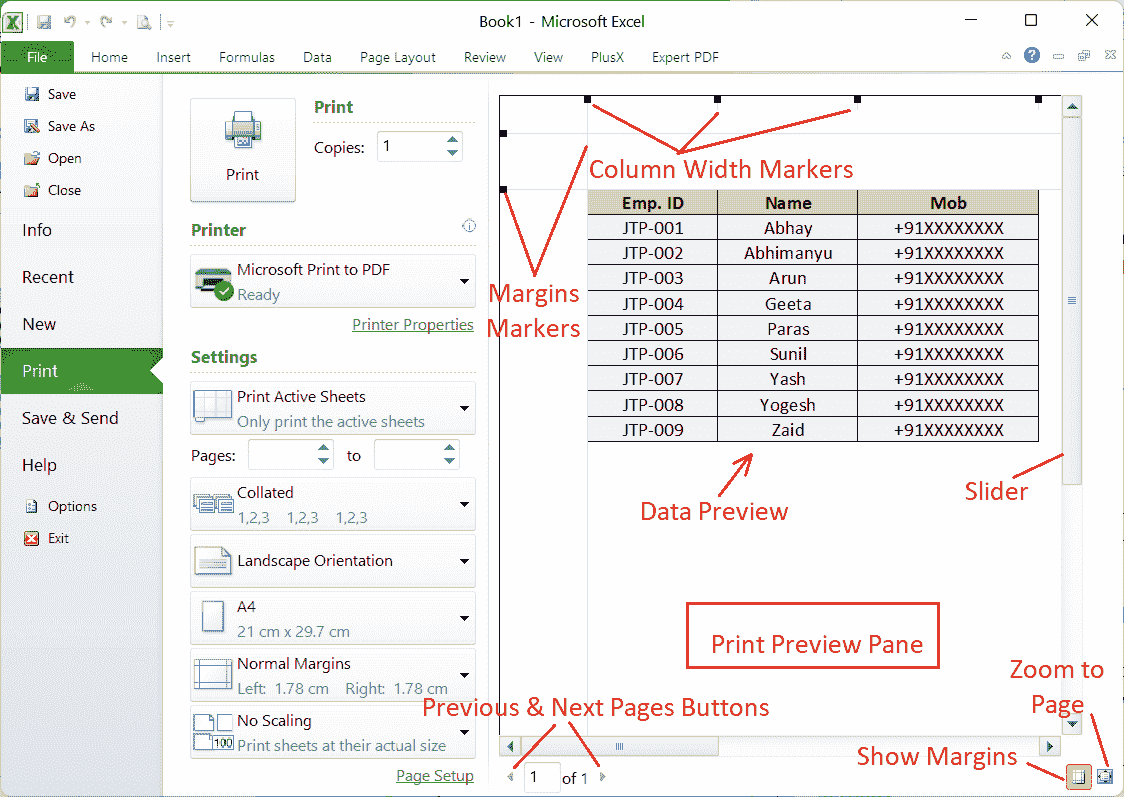 Book1 - Microsoft Excel
File Home Insert Formulas Data Page Layout Review View PlusX Expert PDF
Save
Save As
Open
Close
Info
Recent
New
Print
Save & Send
Help
Options
Exit
Print
Print
Copies: 1
Printer
Microsoft Print to PDF
Ready
Printer Properties
Settings
Print Active Sheets
Only print the active sheets
Pages: to
Collated
1,2,3 1,2,3 1,2,3
Landscape Orientation
A4
21 cm x 29.7 cm
Normal Margins
Left: 1.78 cm Right: 1.78 cm
No Scaling
100 Print sheets at their actual size
Page Setup
Column Width Markers
Margins
Markers
Emp. ID Name Mob
JTP-001 Abhay +91XXXXXXXX
JTP-002 Abhimanyu +91XXXXXXXX
JTP-003 Arun +91XXXXXXXX
JTP-004 Geeta +91XXXXXXXX
JTP-005 Paras +91XXXXXXXX
JTP-006 Sunil +91XXXXXXXX
JTP-007 Yash +91XXXXXXXX
JTP-008 Yogesh +91XXXXXXXX
JTP-009 Zaid +91XXXXXXXX
Data Preview
Slider
Print Preview Pane
Zoom to
Page
Previous & Next Pages Buttons
Show Margins
1 of 1